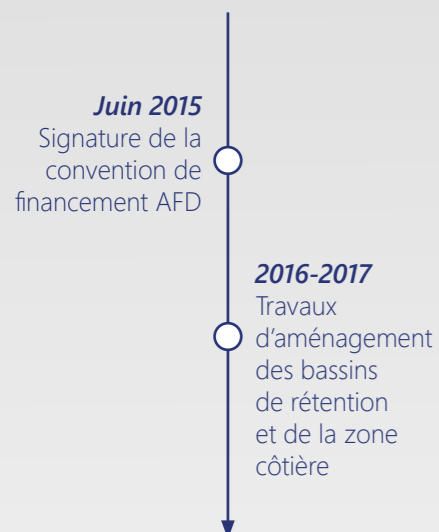 Juin 2015
Signature de la
convention de
financement AFD
2016-2017
Travaux
d’aménagement
des bassins
de rétention
et de la zone
côtière